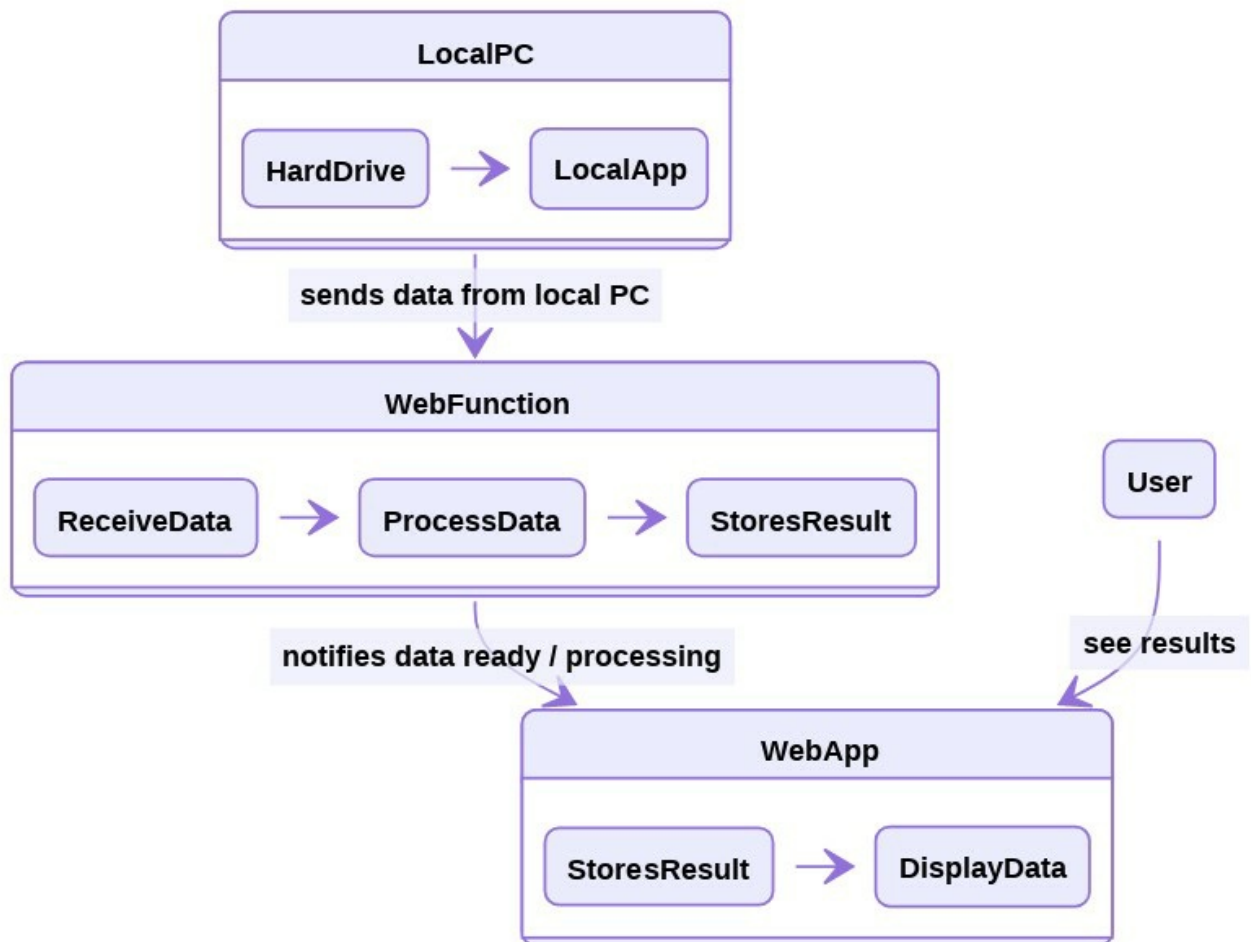 LocalPC
HardDrive
LocalApp
sends data from local PC
WebFunction
ReceiveData
ProcessData
StoresResult
User
notifies data ready / processing
see results
WebApp
StoresResult
DisplayData